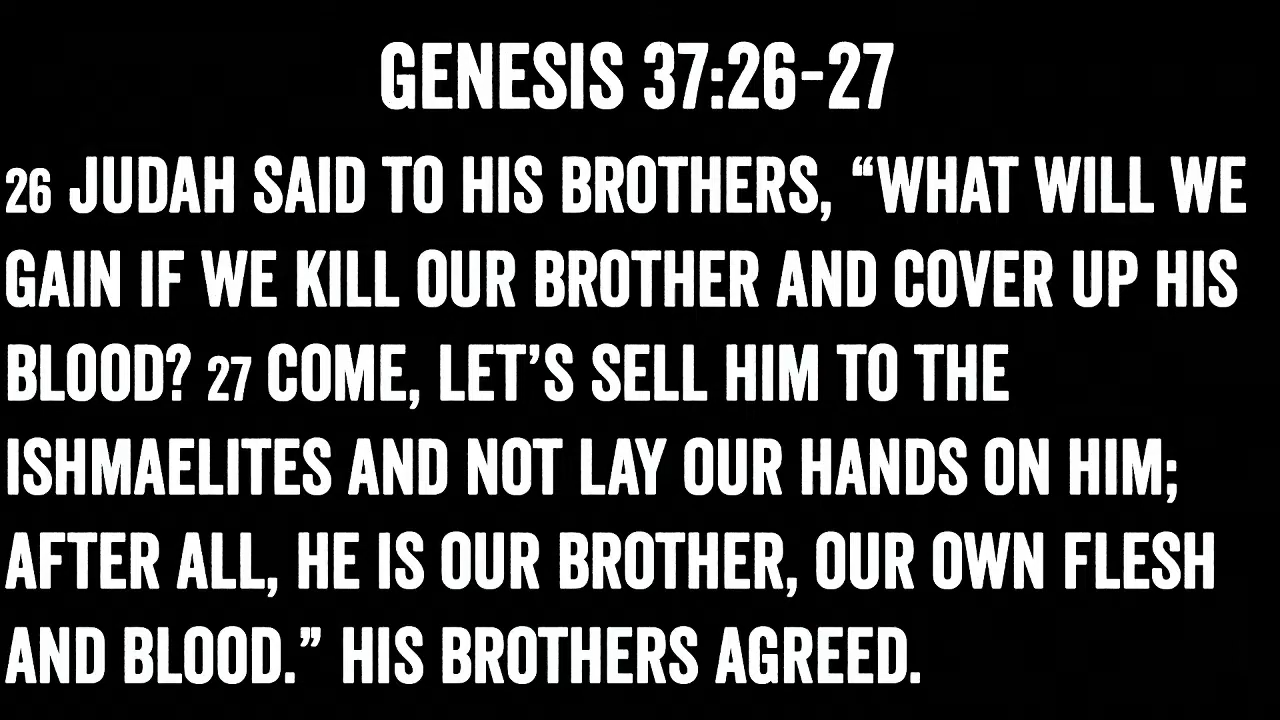 GENESIS 37:26-27
26 JUDAH SAID TO HIS BROTHERS, “WHAT WILL WE
GAIN IF WE KILL OUR BROTHER AND COVER UP HIS
BLOOD? 27 COME, LET’S SELL HIM TO THE
ISHMAELITES AND NOT LAY OUR HANDS ON HIM;
AFTER ALL, HE IS OUR BROTHER, OUR OWN FLESH
AND BLOOD.” HIS BROTHERS AGREED.